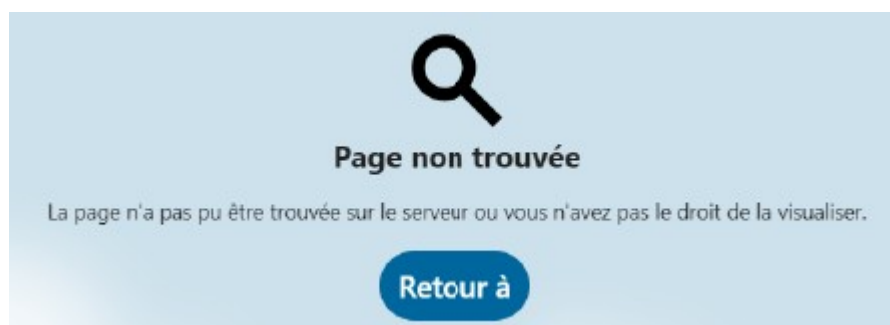 Page non trouvée
La page n'a pas pu être trouvée sur le serveur ou vous n'avez pas le droit de la visualiser.
Retour à